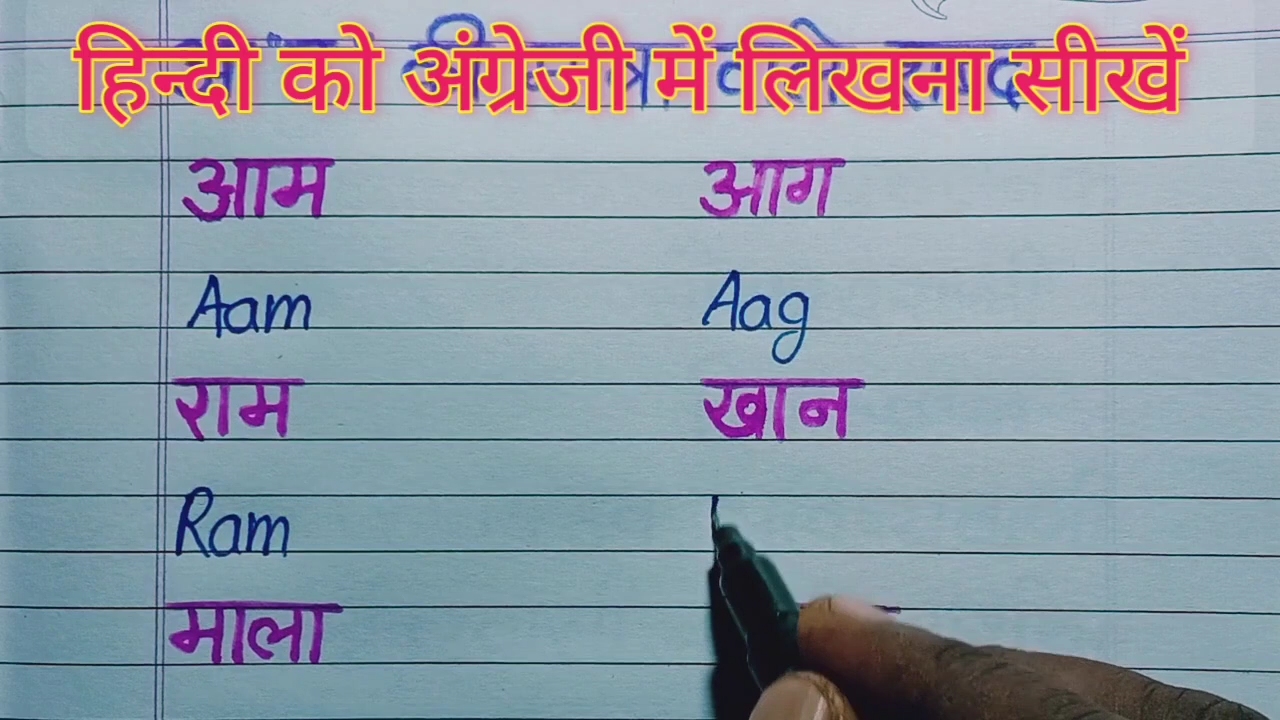 हिन्दी को अंग्रेजी में लिखना सीखें
आम आग
Aam Aag
राम खान
Ram
माला